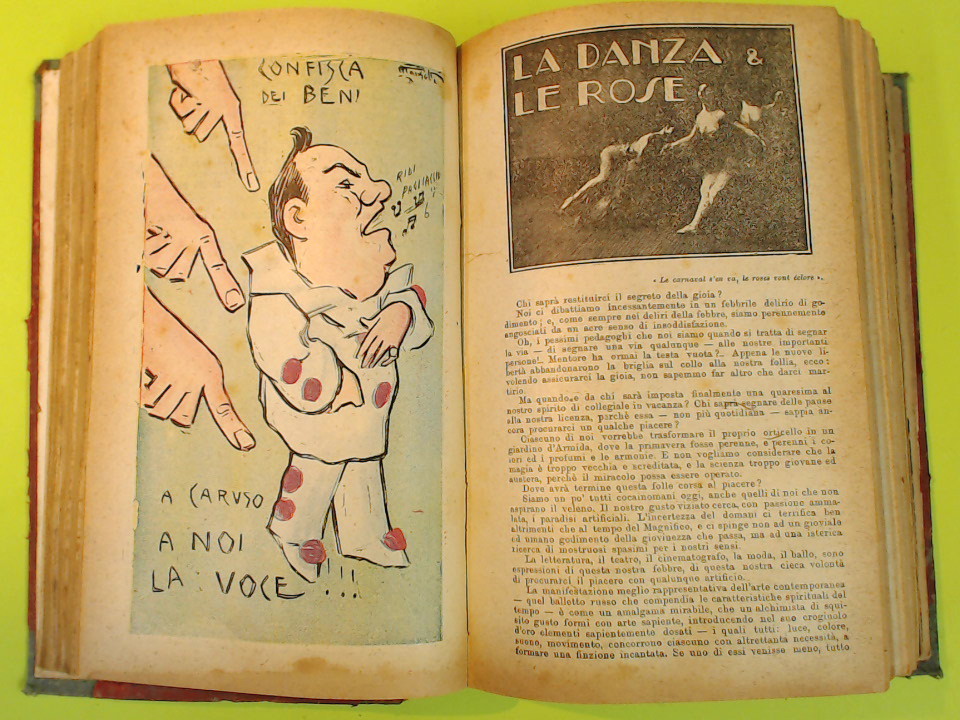 CONFISCA
DEI BENI
RIDI
PAGLIACCIO
A CARUSO
A NOI
LA VOCE !!!
LA DANZA &
LE ROSE
« Le carnaval s'en va, les roses vont éclore ».
Chi saprà restituirci il segreto della gioia?
Noi ci dibattiamo incessantemente in un febbrile delirio di go-
dimento; e, come sempre nei deliri della febbre, siamo perennemente
angosciati da un acre senso di insoddisfazione.
Oh, i pessimi pedagoghi che noi siamo quando si tratta di segnar
la via — di segnare una via qualunque — alle nostre importanti
persone!.. Mentore ha ormai la testa vuota?.. Appena le nuove li-
bertà abbandonarono la briglia sul collo alla nostra follia, ecco:
volendo assicurarci la gioia, non sapemmo far altro che darci mar-
tirio.
Ma quando e da chi sarà imposta finalmente una quaresima al
nostro spirito di collegiale in vacanza? Chi saprà segnare delle pause
alla nostra licenza, perchè essa — non più quotidiana — sappia an-
cora procurarci un qualche piacere?
Ciascuno di noi vorrebbe trasformare il proprio orticello in un
giardino d'Armida, dove la primavera fosse perenne, e perenni i co-
lori ed i profumi e le armonie. E non vogliamo considerare che la
magia è troppo vecchia e screditata, e la scienza troppo giovane ed
austera, perchè il miracolo possa essere operato.
Dove avrà termine questa folle corsa al piacere?
Siamo un po' tutti cocainomani oggi, anche quelli di noi che non
aspirano il veleno. Il nostro gusto viziato cerca, con passione amma-
lata, i paradisi artificiali. L'incertezza del domani ci terrifica ben
altrimenti che al tempo del Magnifico, e ci spinge non ad un gioviale
ed umano godimento della giovinezza che passa, ma ad una isterica
ricerca di mostruosi spasimi per i nostri sensi.
La letteratura, il teatro, il cinematografo, la moda, il ballo, sono
espressioni di questa nostra febbre, di questa nostra cieca volontà
di procurarci il piacere con qualunque artificio.
La manifestazione meglio rappresentativa dell'arte contemporanea
— quel balletto russo che compendia le caratteristiche spirituali del
tempo — è come un amalgama mirabile, che un alchimista di squi-
sito gusto formi con arte sapiente, introducendo nel suo crogiuolo
d'oro elementi sapientemente dosati — i quali tutti: luce, colore,
suono, movimento, concorrono ciascuno con altrettanta necessità, a
formare una finzione incantata. Se uno di essi venisse meno, tutto